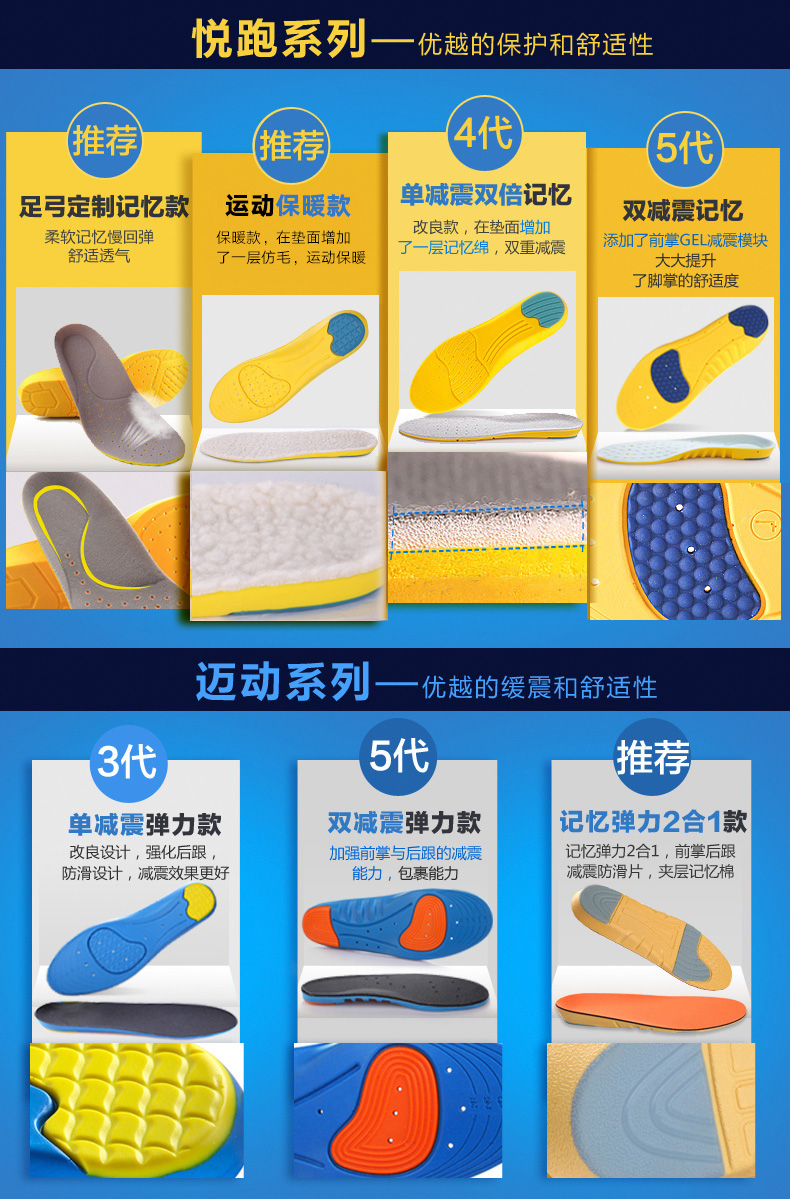 悦跑系列——优越的保护和舒适性
推荐
足弓定制记忆款
柔软记忆慢回弹
舒适透气
推荐
运动保暖款
保暖款，在垫面增加
了一层仿毛，运动保暖
4代
单减震双倍记忆
改良款，在垫面增加
了一层记忆绵，双重减震
5代
双减震记忆
添加了前掌GEL减震模块
大大提升
了脚掌的舒适度
迈动系列——优越的缓震和舒适性
3代
单减震弹力款
改良设计，强化后跟，
防滑设计，减震效果更好
5代
双减震弹力款
加强前掌与后跟的减震
能力，包裹能力
推荐
记忆弹力2合1款
记忆弹力2合1，前掌后跟
减震防滑片，夹层记忆棉